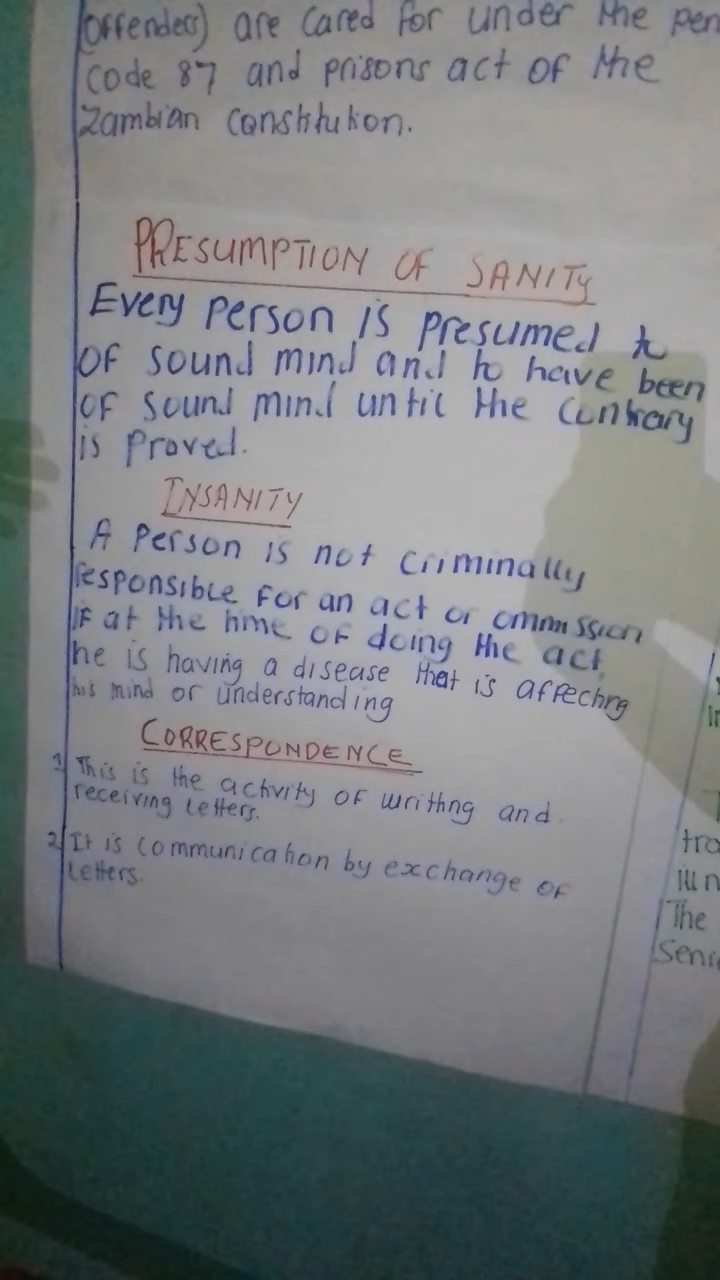 (offenders) are cared for under the pen
code 87 and prisons act of the
Zambian constitution.
PRESUMPTION OF SANITY
Every person is presumed to
of sound mind and to have been
of sound mind until the contrary
is proved.
INSANITY
A person is not criminally
responsible for an act or ommission
if at the time of doing the act
he is having a disease that is affecting
his mind or understanding
CORRESPONDENCE
1 This is the activity of writing and
receiving letters.
2 It is communication by exchange of
letters.
tro
The